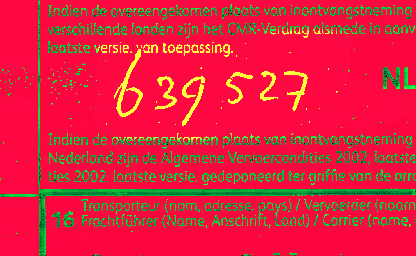 Indien de overeengekomen plaats van inontvangstneming
verschillende landen zijn het CMR-Verdrag alsmede in aanv
laatste versie, van toepassing.
639 527
NL
Indien de overeengekomen plaats van inontvangstneming
Nederland zijn de Algemene Vervoercondities 2002, laatste
ties 2002, laatste versie, gedeponeerd ter griffie van de arr
16 Transporteur (nom, adresse, pays) / Vervoerder (naam
Frachtführer (Name, Anschrift, Land) / Carrier (name,